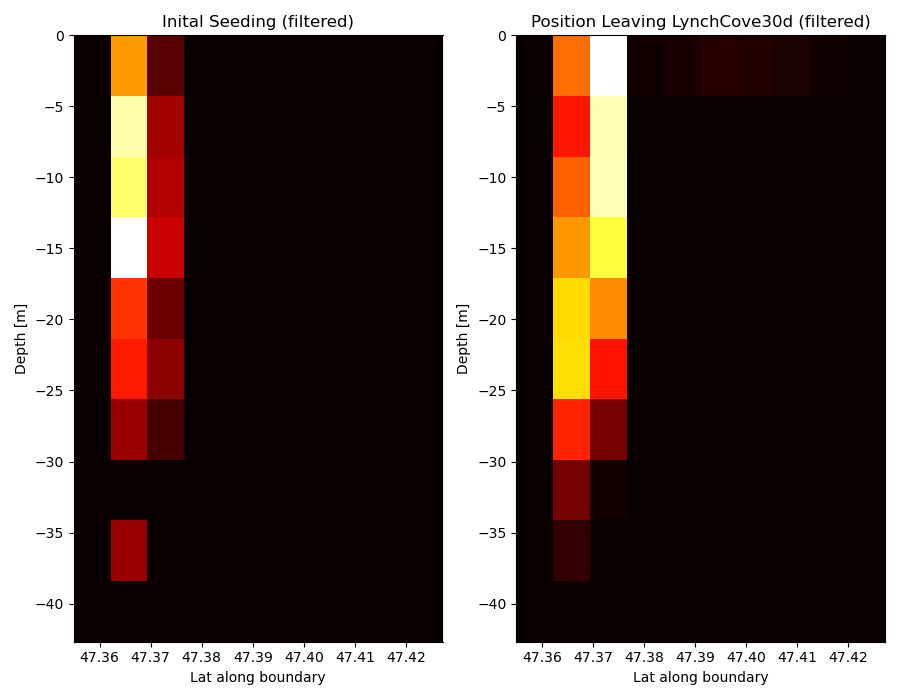 Inital Seeding (filtered)
0
−5
−10
−15
−20
−25
−30
−35
−40
Depth [m]
47.36 47.37 47.38 47.39 47.40 47.41 47.42
Lat along boundary
Position Leaving LynchCove30d (filtered)
0
−5
−10
−15
−20
−25
−30
−35
−40
Depth [m]
47.36 47.37 47.38 47.39 47.40 47.41 47.42
Lat along boundary